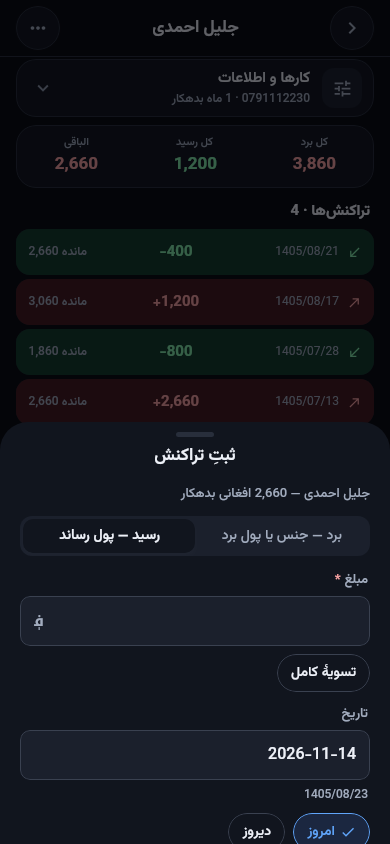 جلیل احمدی
کارها و اطلاعات
0791112230 · 1 ماه بدهکار
کل برد کل رسید الباقی
3,860 1,200 2,660
تراکنش‌ها · 4
1405/08/21 −400 مانده 2,660
1405/08/17 +1,200 مانده 3,060
1405/07/28 −800 مانده 1,860
1405/07/13 +2,660 مانده 2,660
ثبتِ تراکنش
جلیل احمدی — 2,660 افغانی بدهکار
برد — جنس یا پول برد رسید — پول رساند
مبلغ *
؋
تسویهٔ کامل
تاریخ
2026-11-14
1405/08/23
امروز دیروز